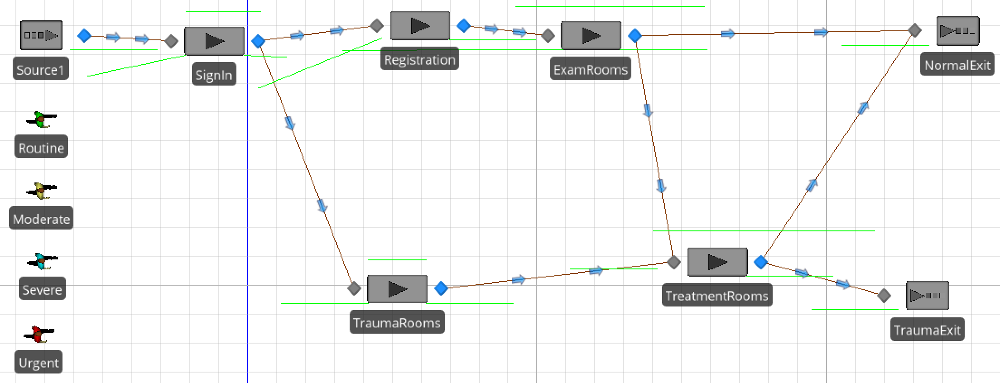 Source1
SignIn
Registration
ExamRooms
NormalExit
Routine
Moderate
Severe
Urgent
TraumaRooms
TreatmentRooms
TraumaExit